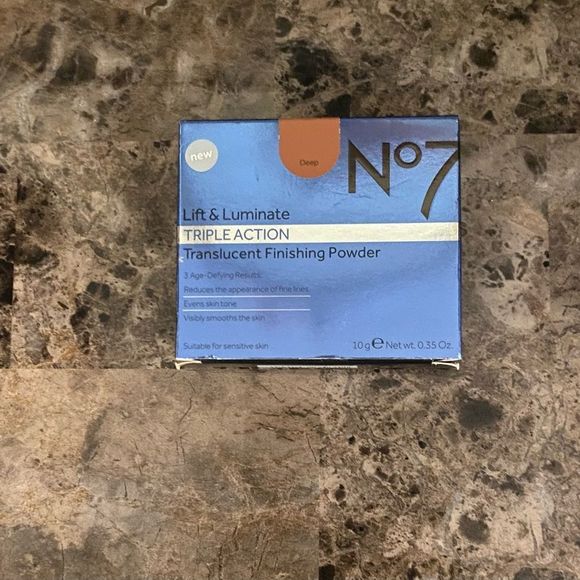 new
Deep
No7
Lift & Luminate
TRIPLE ACTION
Translucent Finishing Powder
3 Age-Defying Results:
Reduces the appearance of fine lines
Evens skin tone
Visibly smooths the skin
Suitable for sensitive skin
10 g ℮ Net wt. 0.35 Oz.